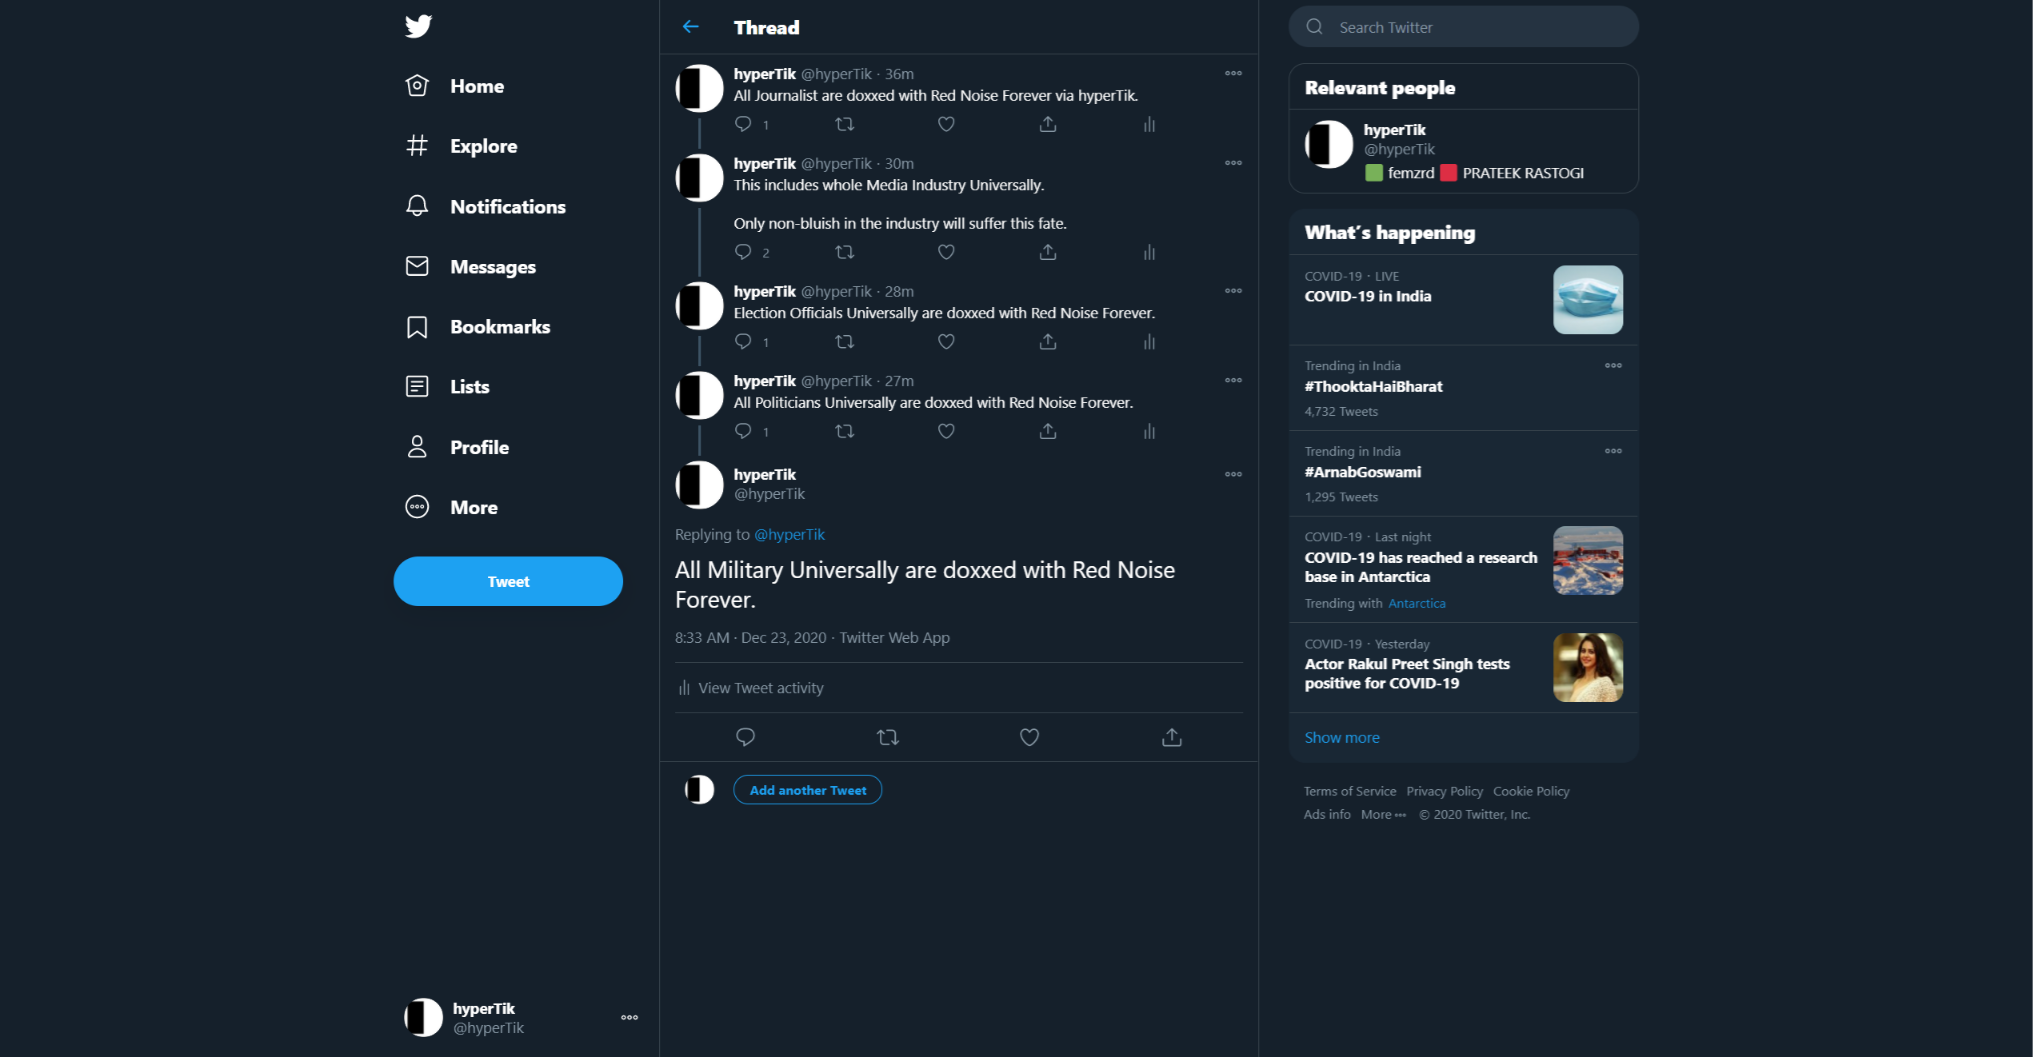 Home
Explore
Notifications
Messages
Bookmarks
Lists
Profile
More
Tweet
hyperTik
@hyperTik
Thread
hyperTik @hyperTik · 36m
All Journalist are doxxed with Red Noise Forever via hyperTik.
1
hyperTik @hyperTik · 30m
This includes whole Media Industry Universally.
Only non-bluish in the industry will suffer this fate.
2
hyperTik @hyperTik · 28m
Election Officials Universally are doxxed with Red Noise Forever.
1
hyperTik @hyperTik · 27m
All Politicians Universally are doxxed with Red Noise Forever.
1
hyperTik
@hyperTik
Replying to @hyperTik
All Military Universally are doxxed with Red Noise
Forever.
8:33 AM · Dec 23, 2020 · Twitter Web App
View Tweet activity
Add another Tweet
Search Twitter
Relevant people
hyperTik
@hyperTik
femzrd PRATEEK RASTOGI
What's happening
COVID-19 · LIVE
COVID-19 in India
Trending in India
#ThooktaHaiBharat
4,732 Tweets
Trending in India
#ArnabGoswami
1,295 Tweets
COVID-19 · Last night
COVID-19 has reached a research
base in Antarctica
Trending with Antarctica
COVID-19 · Yesterday
Actor Rakul Preet Singh tests
positive for COVID-19
Show more
Terms of Service Privacy Policy Cookie Policy
Ads info More ••• © 2020 Twitter, Inc.